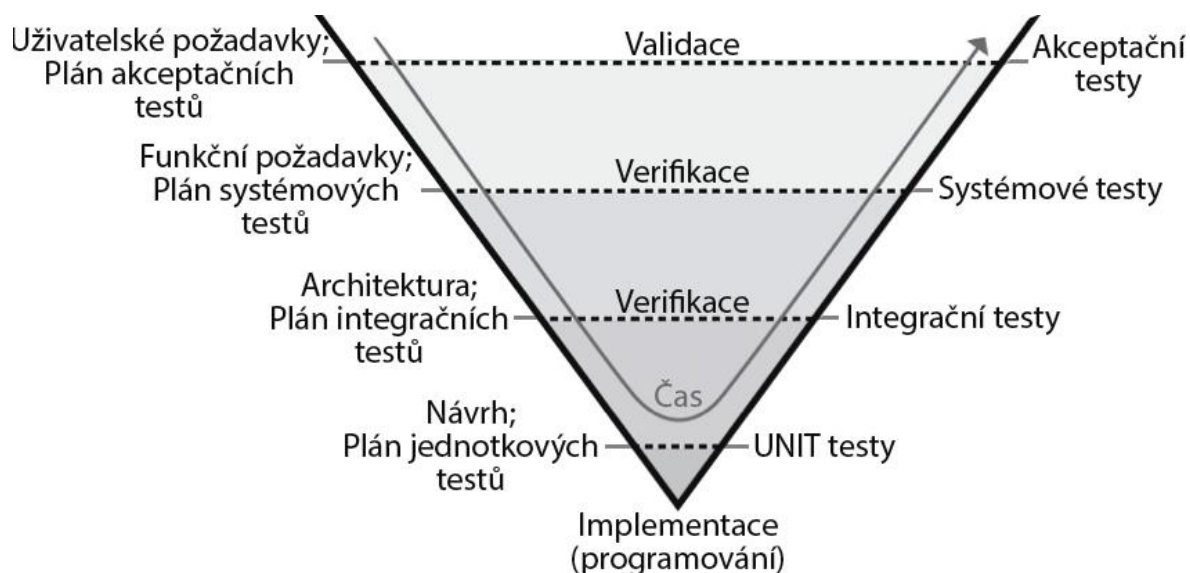 Uživatelské požadavky;
Plán akceptačních
testů
Validace
Akceptační
testy
Funkční požadavky;
Plán systémových
testů
Verifikace
Systémové testy
Architektura;
Plán integračních
testů
Verifikace
Integrační testy
Čas
Návrh;
Plán jednotkových
testů
UNIT testy
Implementace
(programování)